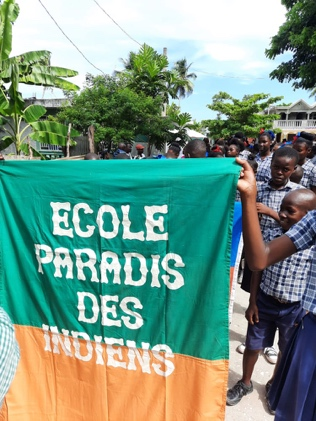 ECOLE
PARADIS
DES
INDIENS